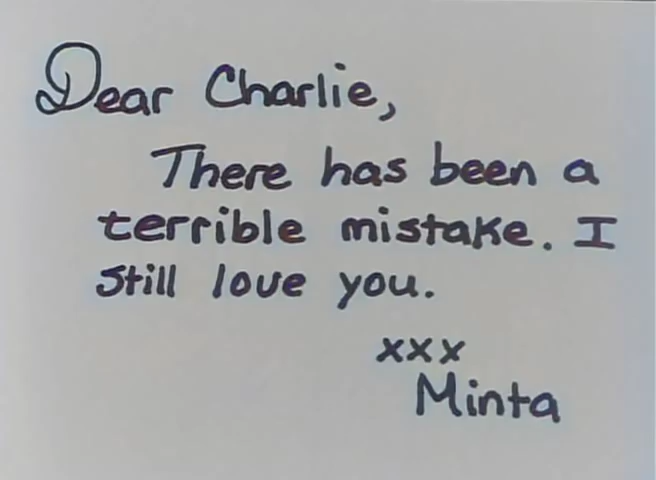 Dear Charlie,
There has been a
terrible mistake. I
still love you.
xxx
Minta